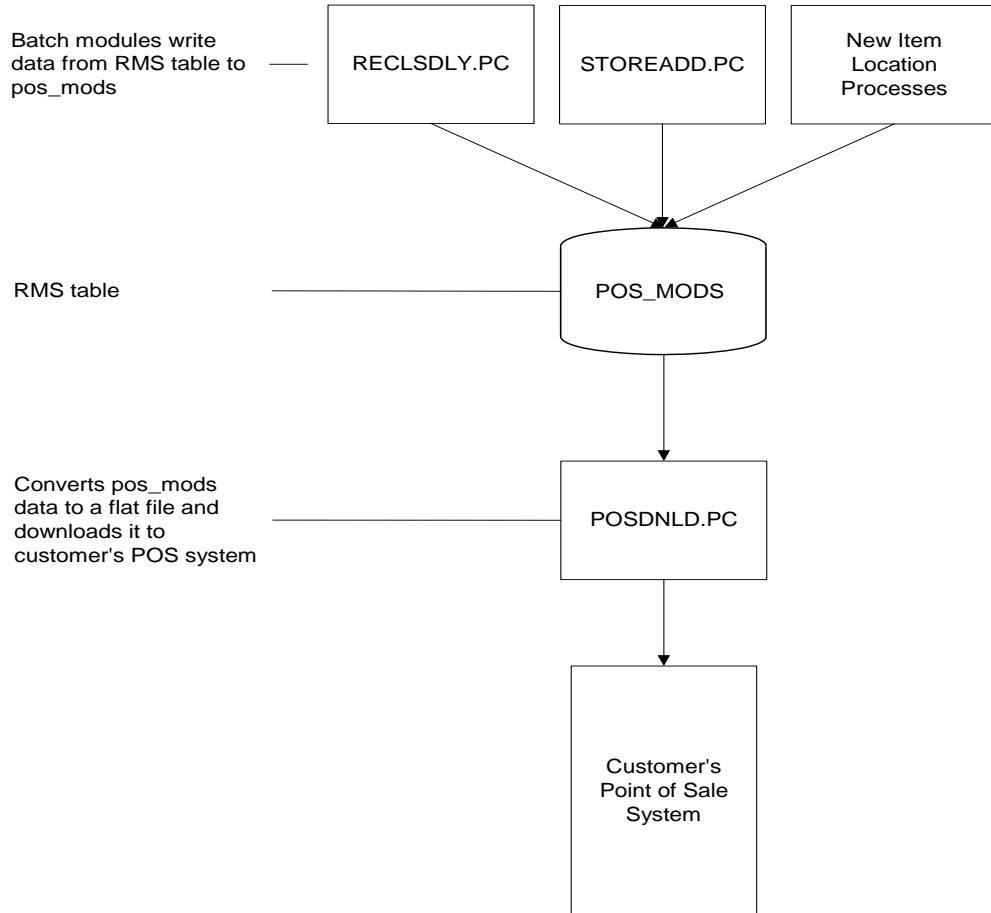 Batch modules write
data from RMS table to
pos_mods
RECLSDLY.PC
STOREADD.PC
New Item
Location
Processes
RMS table
POS_MODS
Converts pos_mods
data to a flat file and
downloads it to
customer's POS system
POSDNLD.PC
Customer's
Point of Sale
System